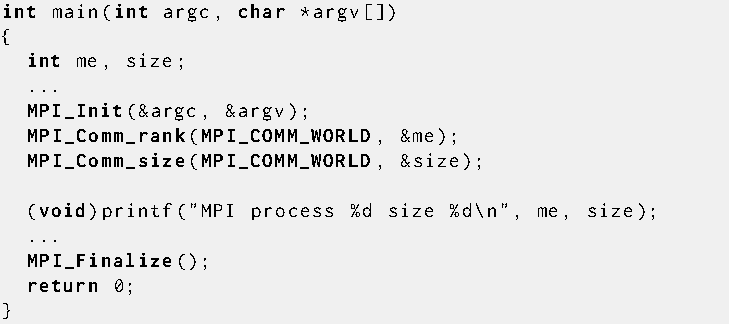 int main(int argc, char *argv[])
{
  int me, size;
  ...
  MPI_Init(&argc, &argv);
  MPI_Comm_rank(MPI_COMM_WORLD, &me);
  MPI_Comm_size(MPI_COMM_WORLD, &size);

  (void)printf("MPI process %d size %d\n", me, size);
  ...
  MPI_Finalize();
  return 0;
}